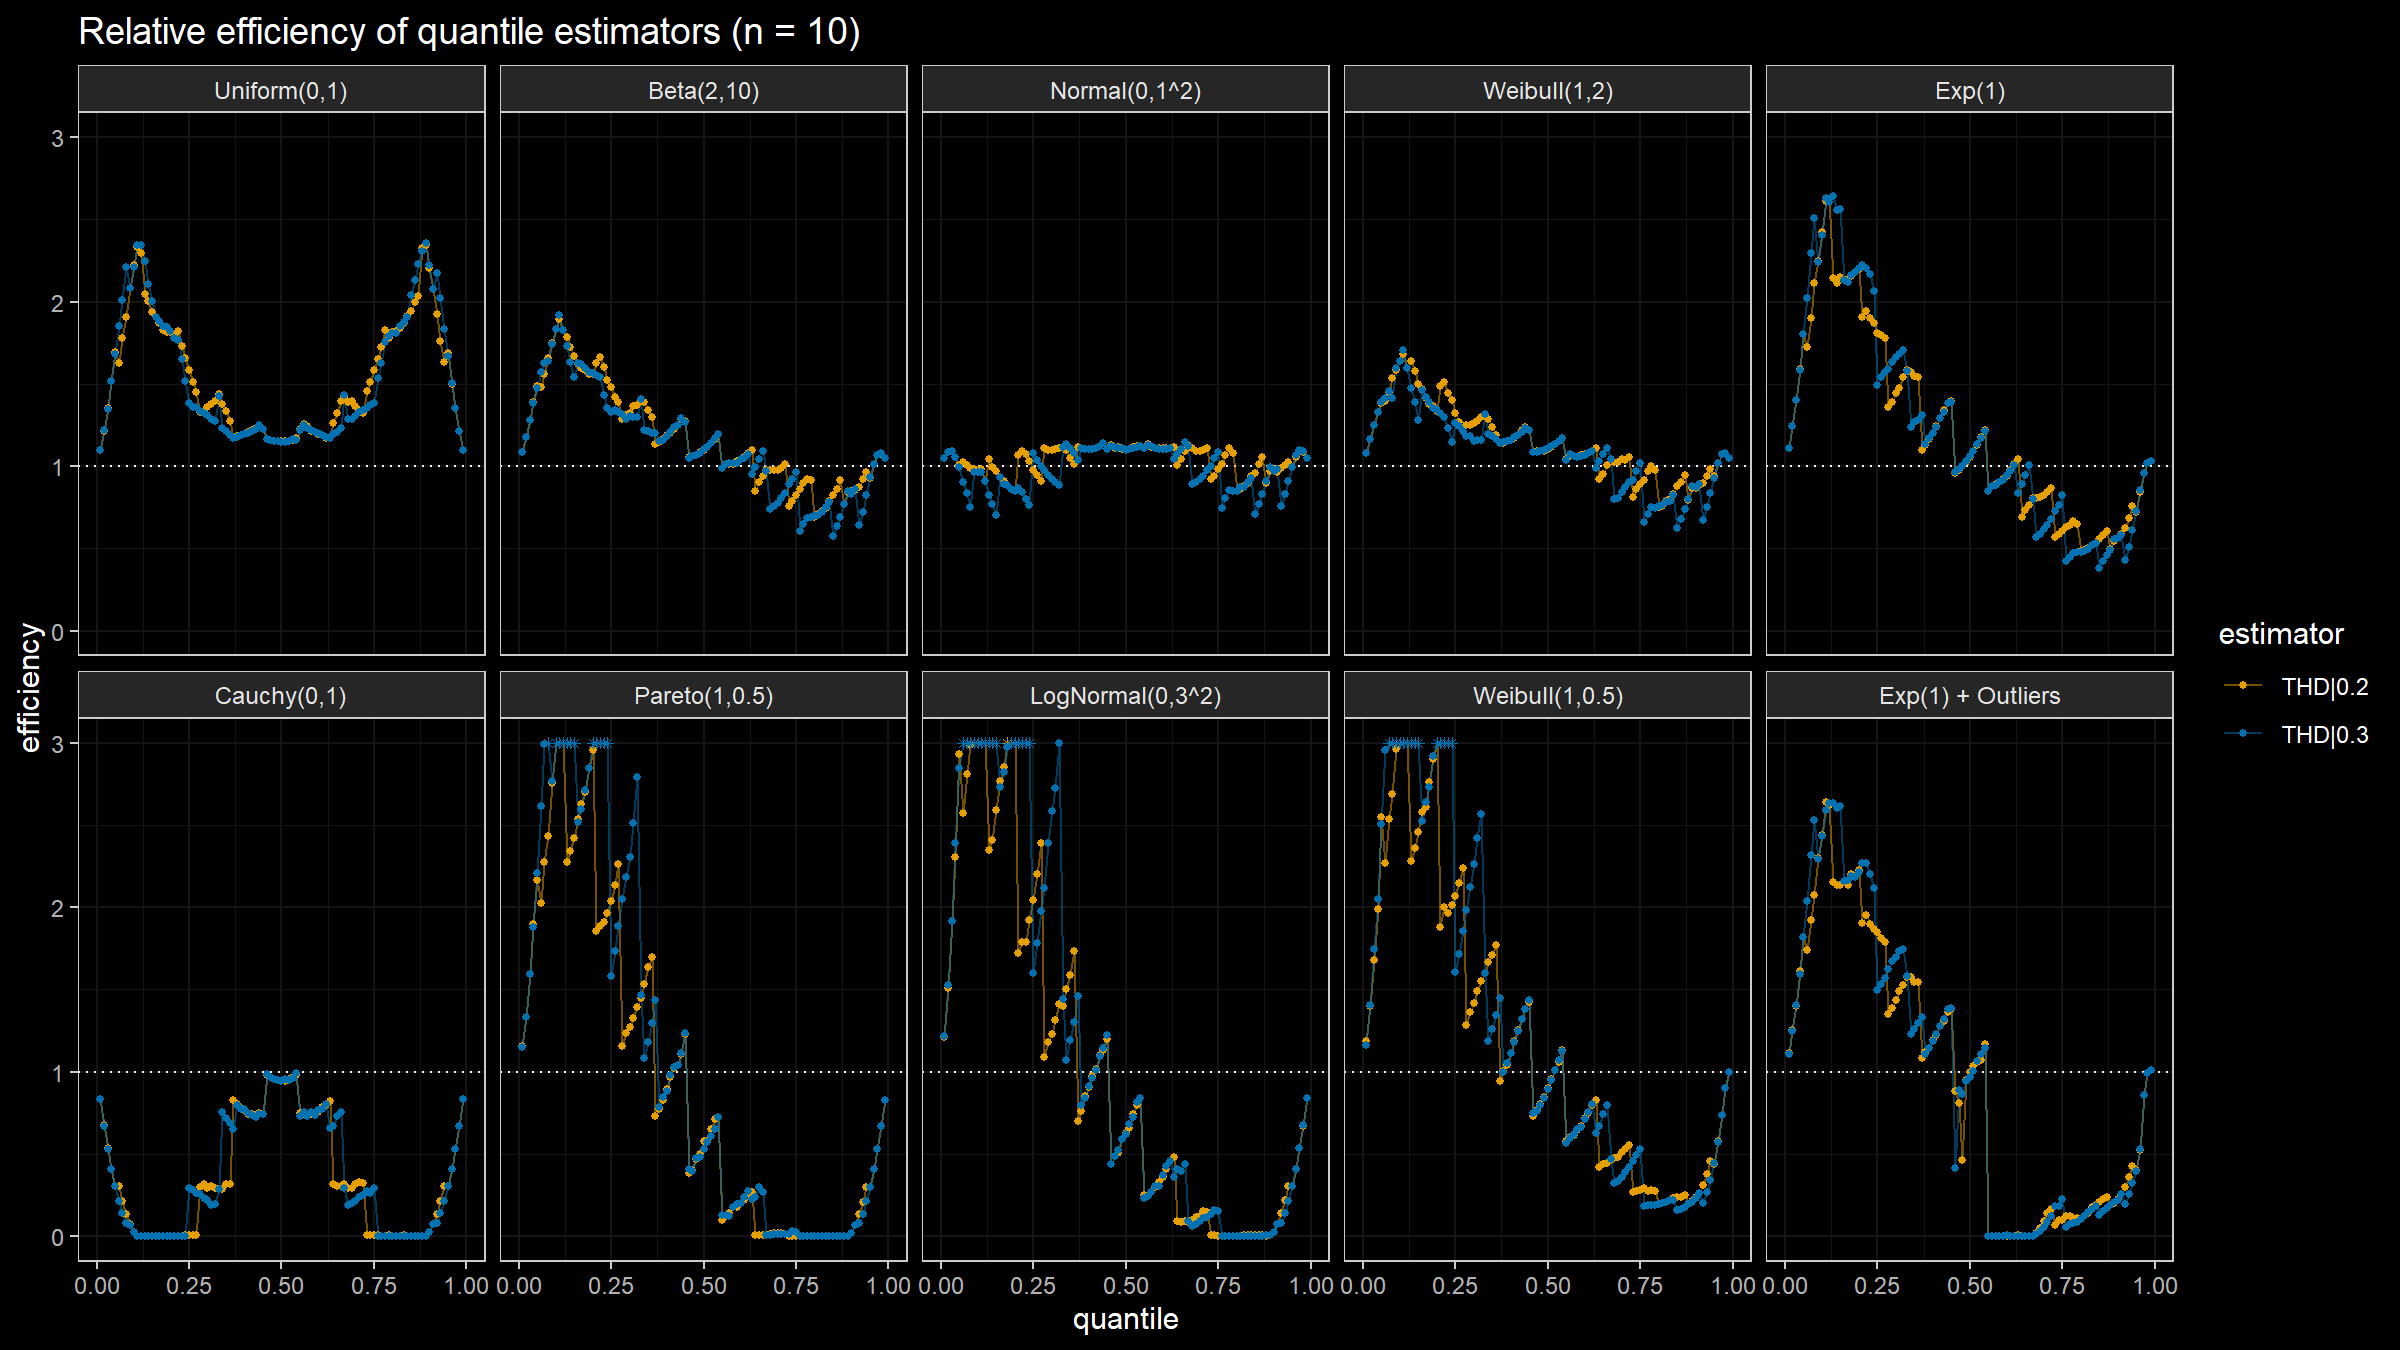 Relative efficiency of quantile estimators (n = 10)
Uniform(0,1)
Beta(2,10)
Normal(0,1^2)
Weibull(1,2)
Exp(1)
3
2
1
0
efficiency
Cauchy(0,1)
Pareto(1,0.5)
LogNormal(0,3^2)
Weibull(1,0.5)
Exp(1) + Outliers
3
2
1
0
0.00 0.25 0.50 0.75 1.00
0.00 0.25 0.50 0.75 1.00
0.00 0.25 0.50 0.75 1.00
0.00 0.25 0.50 0.75 1.00
0.00 0.25 0.50 0.75 1.00
quantile
estimator
THD|0.2
THD|0.3